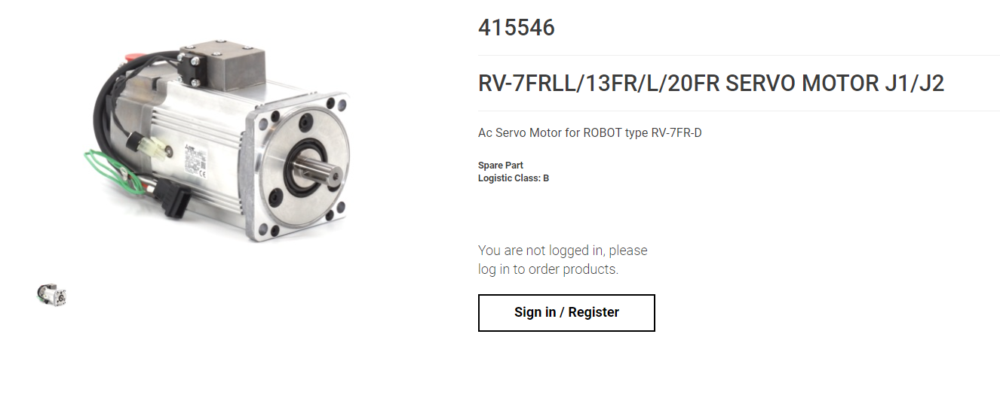 415546
RV-7FRLL/13FR/L/20FR SERVO MOTOR J1/J2
Ac Servo Motor for ROBOT type RV-7FR-D
Spare Part
Logistic Class: B
You are not logged in, please
log in to order products.
Sign in / Register